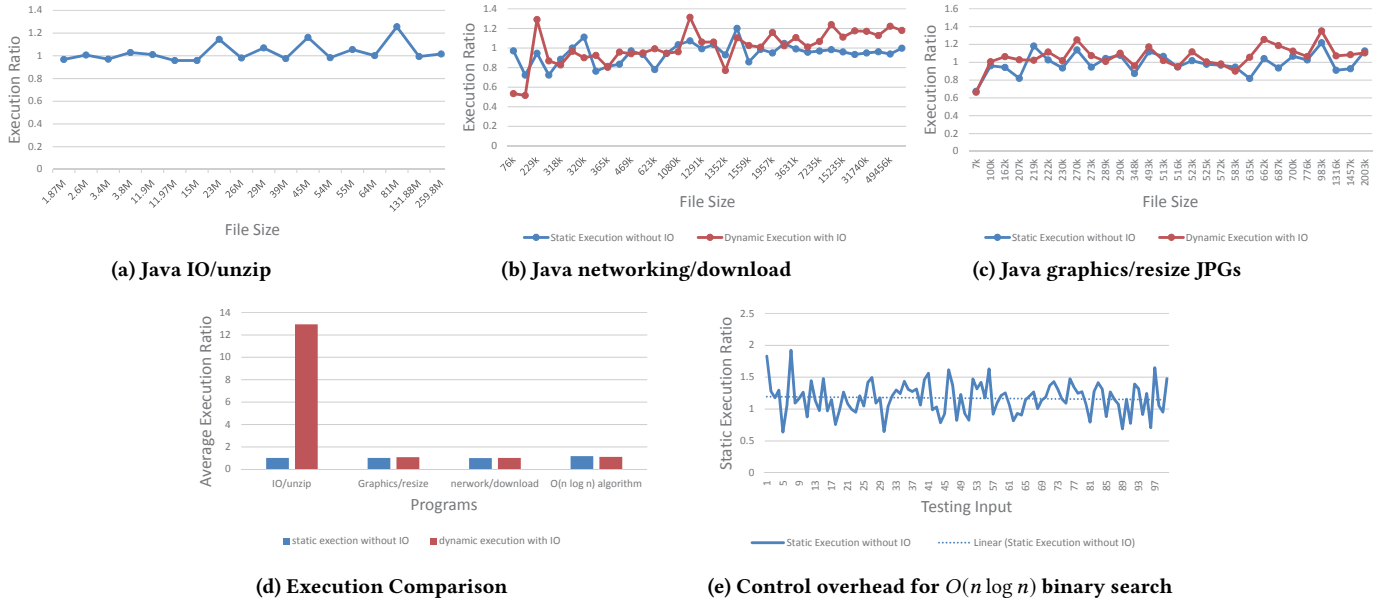 1.4
1.2
1
0.8
0.6
0.4
0.2
0
Execution Ratio
1.87M 2.6M 3.4M 3.8M 11.9M 11.97M 15M 23M 26M 29M 39M 45M 54M 55M 64M 81M 131.88M 259.8M
File Size
(a) Java IO/unzip
1.4
1.2
1
0.8
0.6
0.4
0.2
0
Execution Ratio
76k 229k 318k 320k 365k 469k 623k 1080k 1291k 1352k 1559k 1957k 3631k 7235k 15235k 31740k 49456k
File Size
Static Execution without IO Dynamic Execution with IO
(b) Java networking/download
1.6
1.4
1.2
1
0.8
0.6
0.4
0.2
0
Execution Ratio
7k 100k 162k 207k 219k 222k 230k 270k 273k 289k 290k 348k 493k 513k 516k 523k 525k 572k 586k 635k 662k 687k 700k 776k 983k 1316k 1457k 2003k
File Size
Static Execution without IO Dynamic Execution with IO
(c) Java graphics/resize JPGs
14
12
10
8
6
4
2
0
Average Execution Ratio
IO/unzip Graphics/resize nerwork/download O(n log n) algorithm
Programs
static exection without IO dynamic execution with IO
(d) Execution Comparison
2.5
2
1.5
1
0.5
0
Static Execution Ratio
1 5 9 13 17 21 25 29 33 37 41 45 49 53 57 61 65 69 73 77 81 85 89 93 97
Testing Input
Static Execution without IO Linear (Static Execution without IO)
(e) Control overhead for O(n log n) binary search